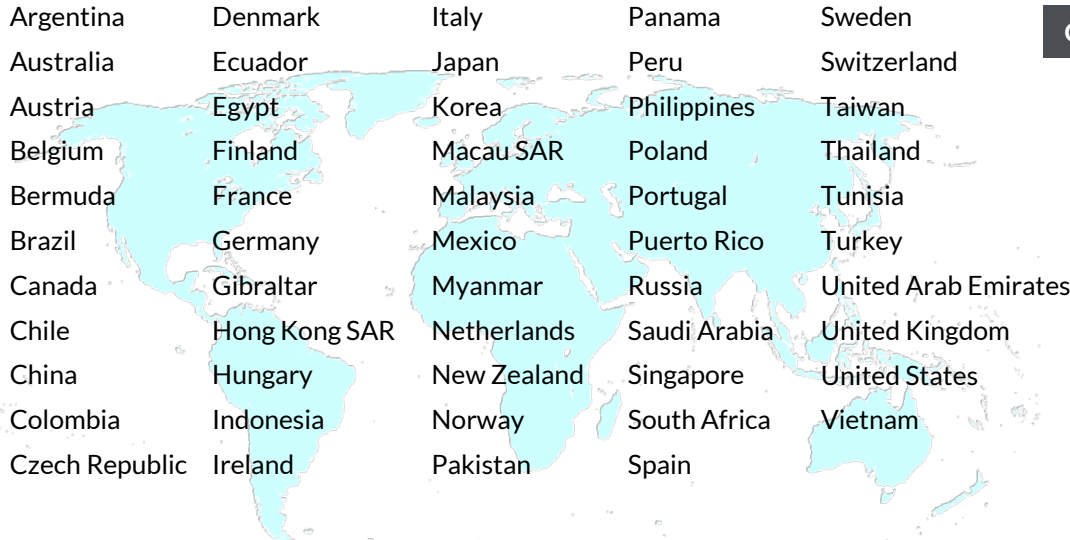 Argentina
Australia
Austria
Belgium
Bermuda
Brazil
Canada
Chile
China
Colombia
Czech Republic
Denmark
Ecuador
Egypt
Finland
France
Germany
Gibraltar
Hong Kong SAR
Hungary
Indonesia
Ireland
Italy
Japan
Korea
Macau SAR
Malaysia
Mexico
Myanmar
Netherlands
New Zealand
Norway
Pakistan
Panama
Peru
Philippines
Poland
Portugal
Puerto Rico
Russia
Saudi Arabia
Singapore
South Africa
Spain
Sweden
Switzerland
Taiwan
Thailand
Tunisia
Turkey
United Arab Emirates
United Kingdom
United States
Vietnam